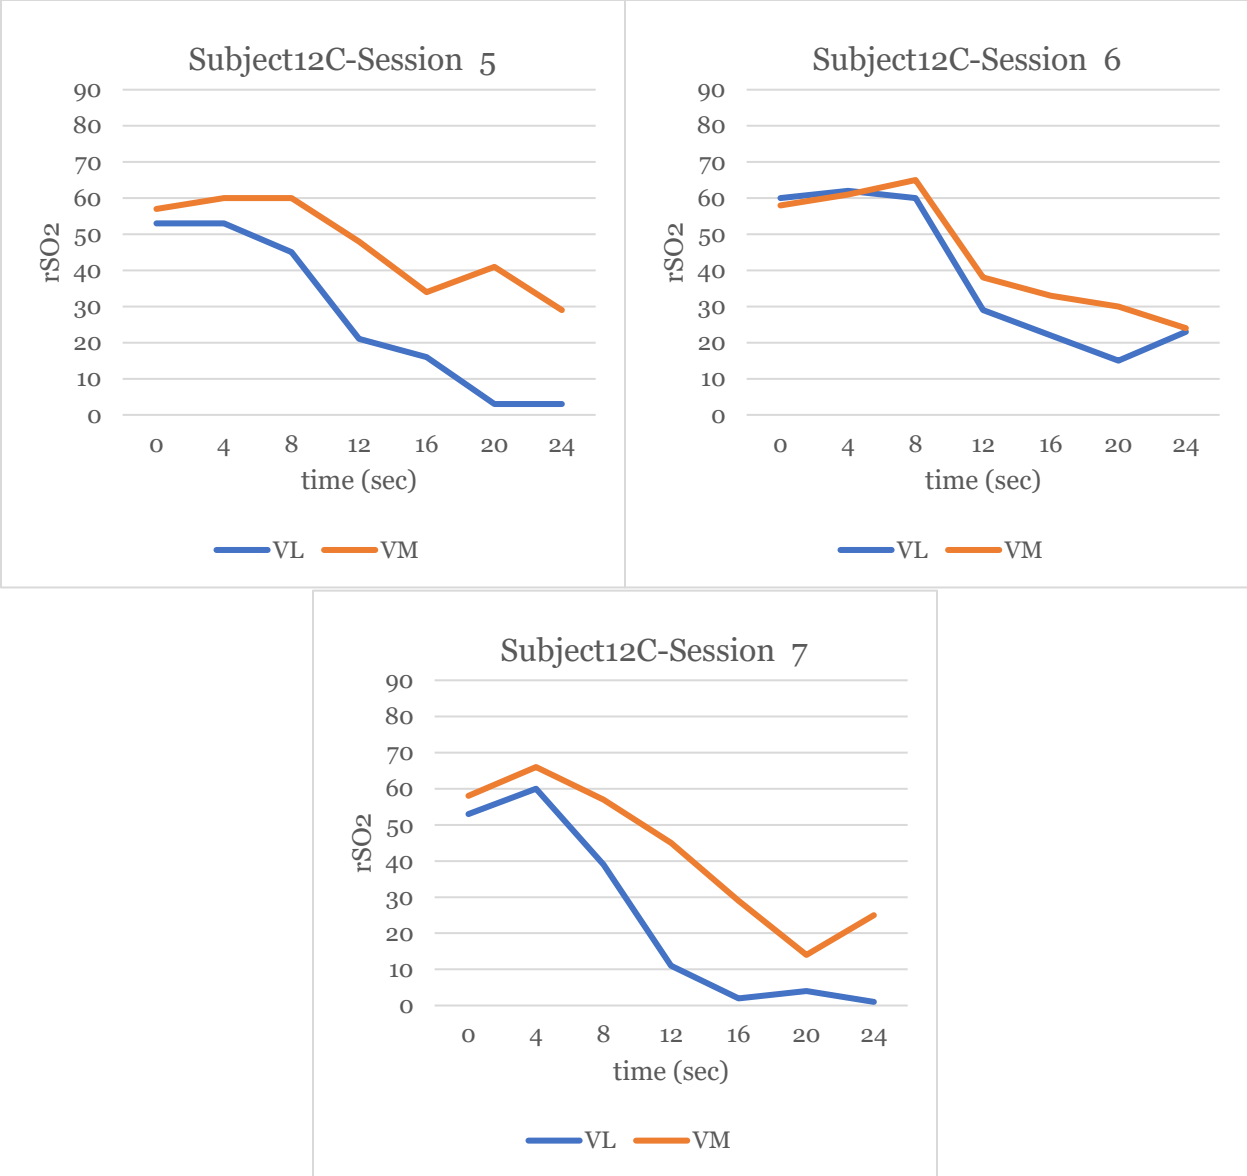 Subject12C-Session 5
90
80
70
60
50
40
30
20
10
0
rSO2
0 4 8 12 16 20 24
time (sec)
VL VM
Subject12C-Session 6
90
80
70
60
50
40
30
20
10
0
rSO2
0 4 8 12 16 20 24
time (sec)
VL VM
Subject12C-Session 7
90
80
70
60
50
40
30
20
10
0
rSO2
0 4 8 12 16 20 24
time (sec)
VL VM